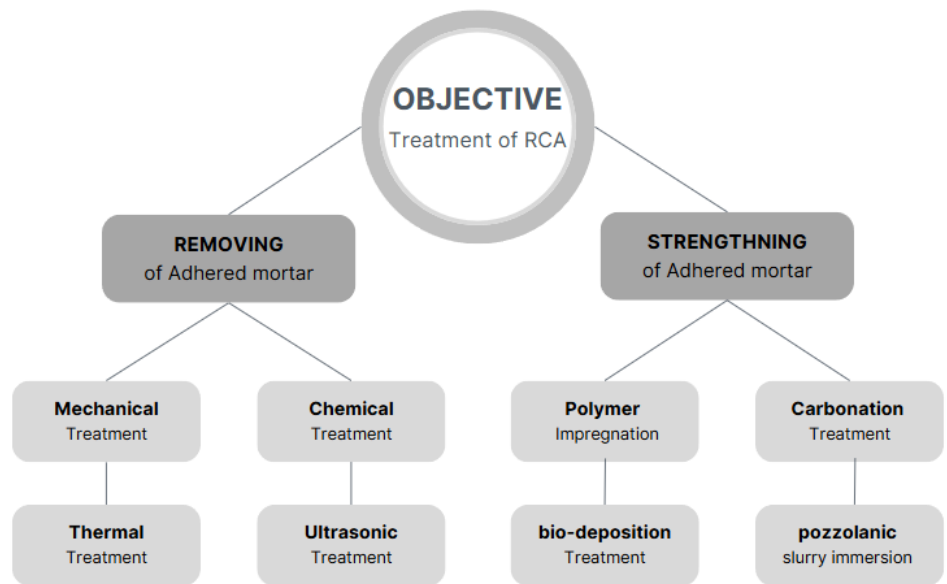 OBJECTIVE
Treatment of RCA
REMOVING
of Adhered mortar
STRENGTHNING
of Adhered mortar
Mechanical
Treatment
Chemical
Treatment
Polymer
Impregnation
Carbonation
Treatment
Thermal
Treatment
Ultrasonic
Treatment
bio-deposition
Treatment
pozzolanic
slurry immersion